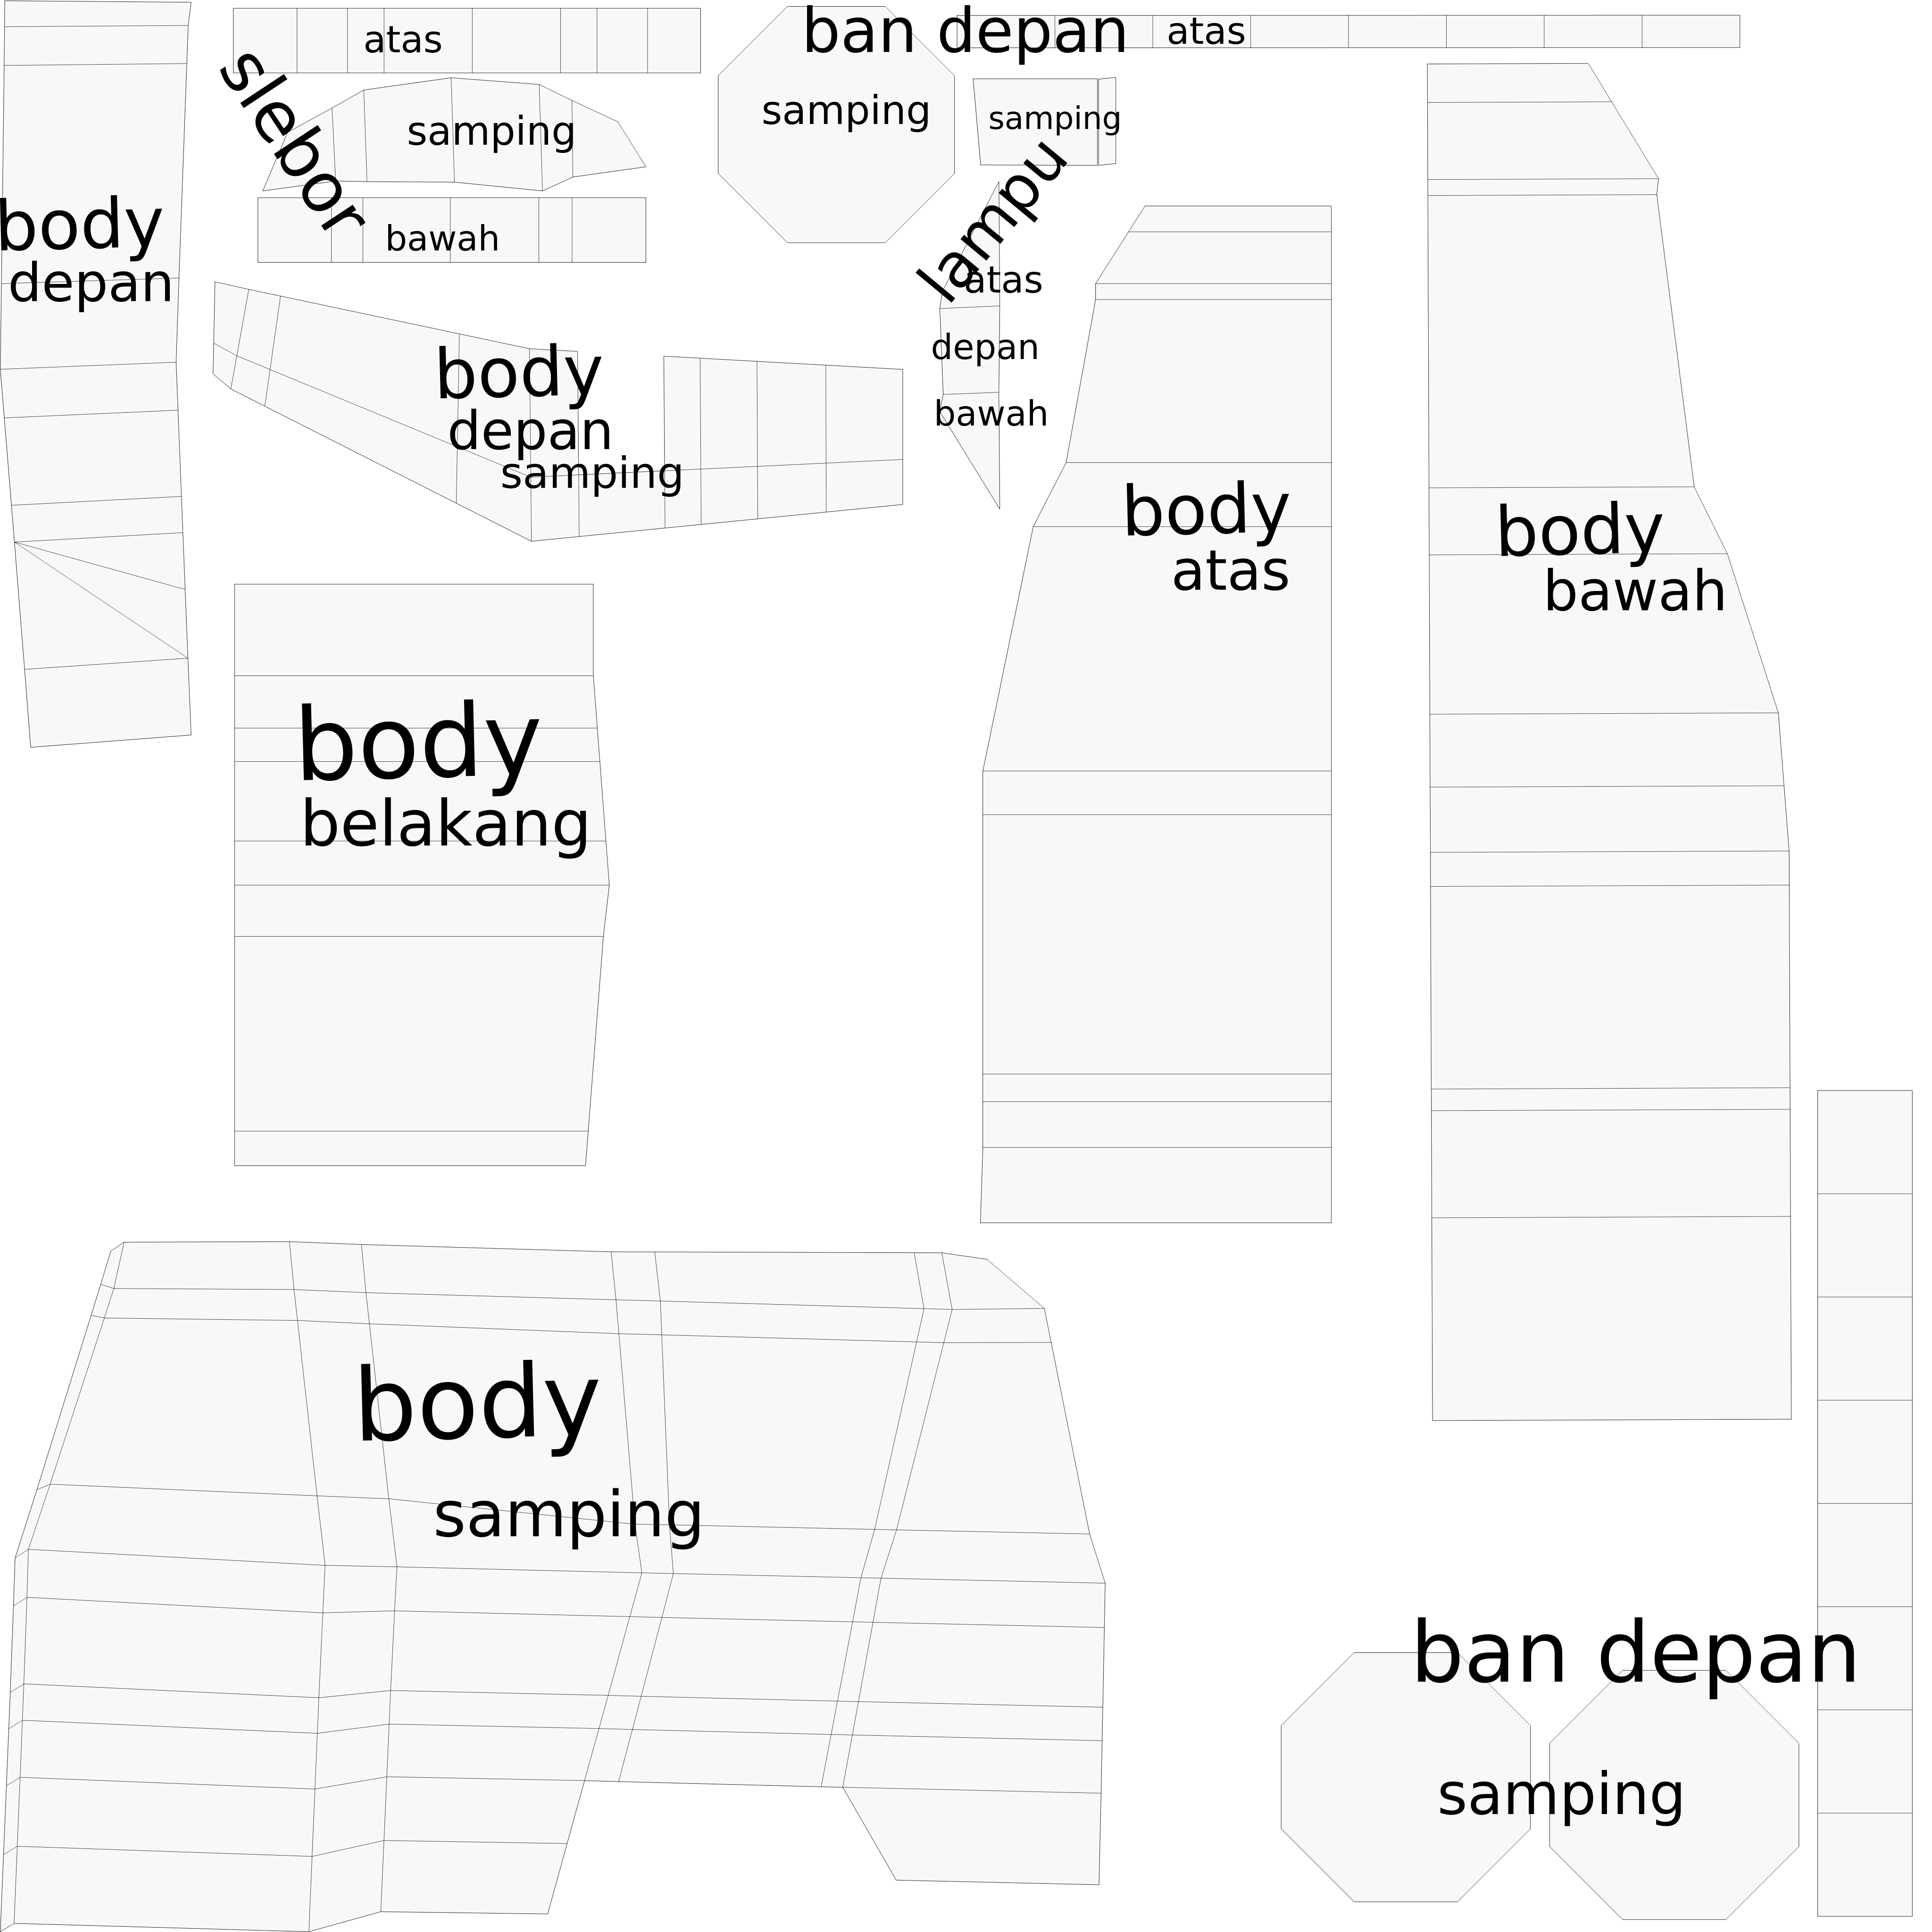 atas
slebor
samping
bawah
ban depan
atas
samping
samping
lampu
atas
depan
bawah
body
depan
body
depan
samping
body
atas
body
bawah
body
belakang
body
samping
ban depan
samping